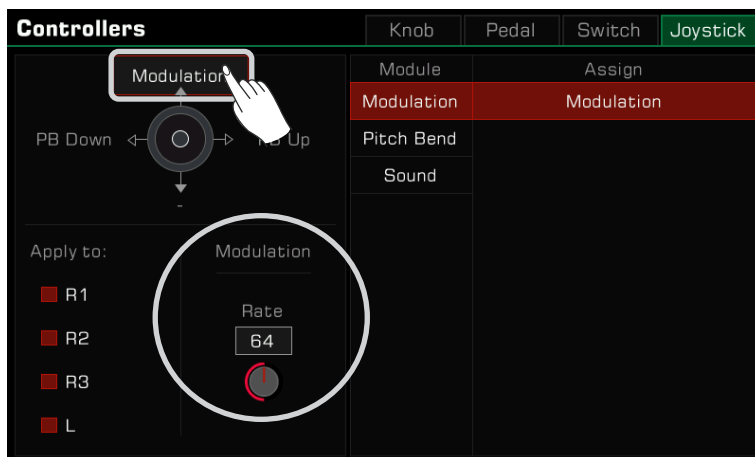 Controllers
Knob
Pedal
Switch
Joystick
Modulation
PB Down
Up
-
Apply to:
R1
R2
R3
L
Modulation
Rate
64
Module
Assign
Modulation
Modulation
Pitch Bend
Sound